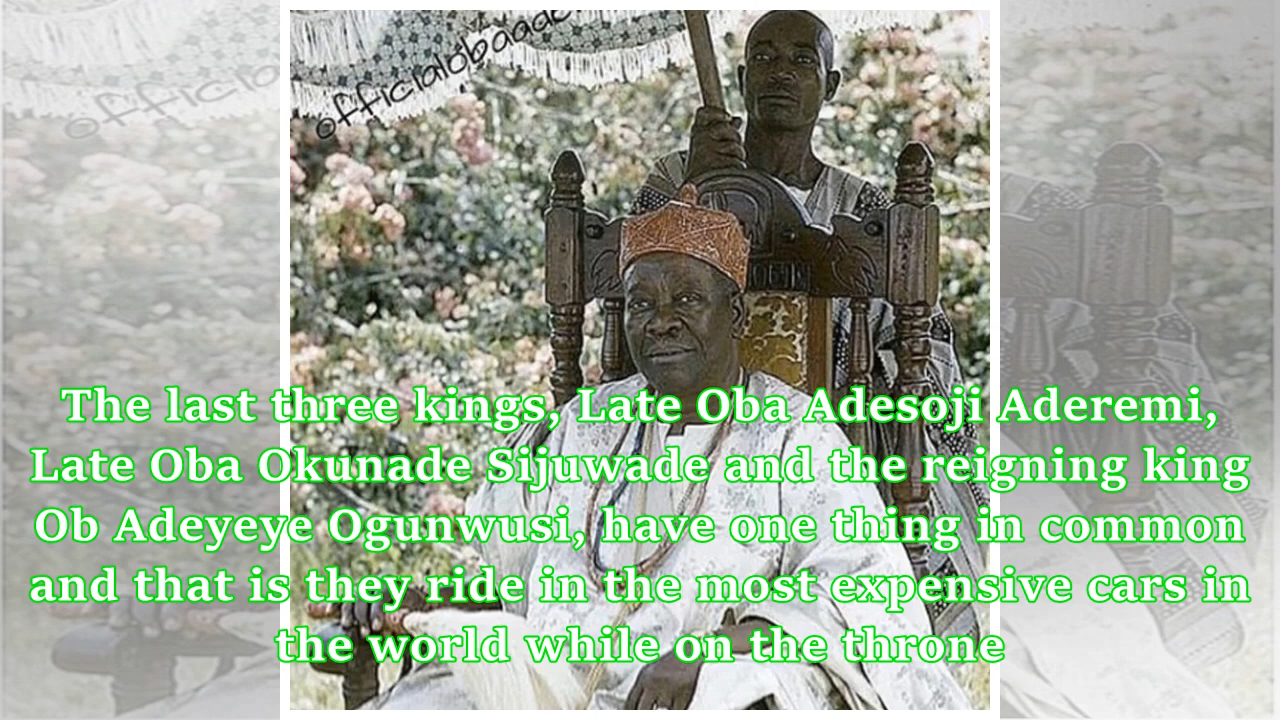 officialobaade
The last three kings, Late Oba Adesoji Aderemi,
Late Oba Okunade Sijuwade and the reigning king
Ob Adeyeye Ogunwusi, have one thing in common
and that is they ride in the most expensive cars in
the world while on the throne